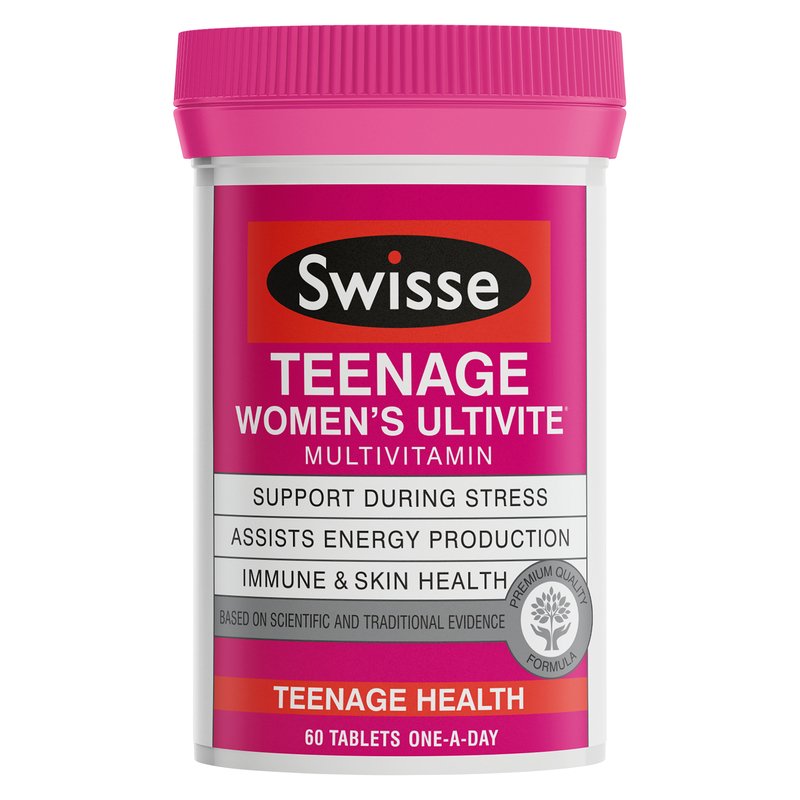 Swisse
TEENAGE
WOMEN'S ULTIVITE®
MULTIVITAMIN
SUPPORT DURING STRESS
ASSISTS ENERGY PRODUCTION
IMMUNE & SKIN HEALTH
BASED ON SCIENTIFIC AND TRADITIONAL EVIDENCE
PREMIUM QUALITY
FORMULA
TEENAGE HEALTH
60 TABLETS ONE-A-DAY